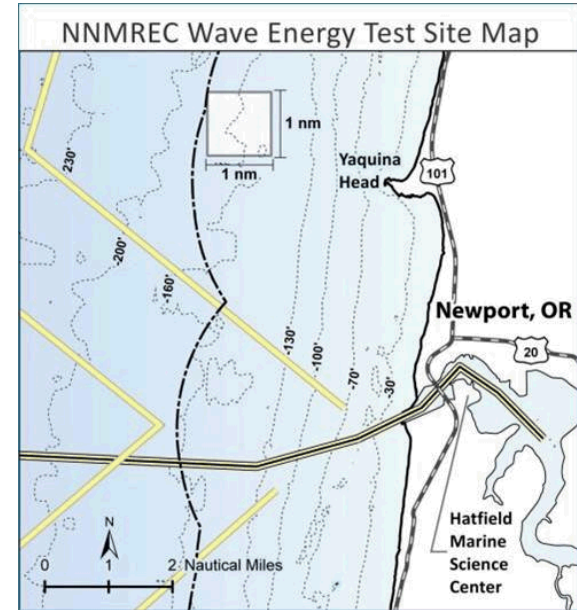 NNMREC Wave Energy Test Site Map
1 nm
1 nm
Yaquina
Head
101
230'
-200'
-160'
Newport, OR
-130'
-100'
-70'
-30'
20
N
0 1 2 Nautical Miles
Hatfield
Marine
Science
Center